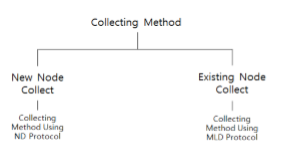 Collecting Method
New Node
Collect
Existing Node
Collect
Collecting
Method Using
ND Protocol
Collecting
Method Using
MLD Protocol